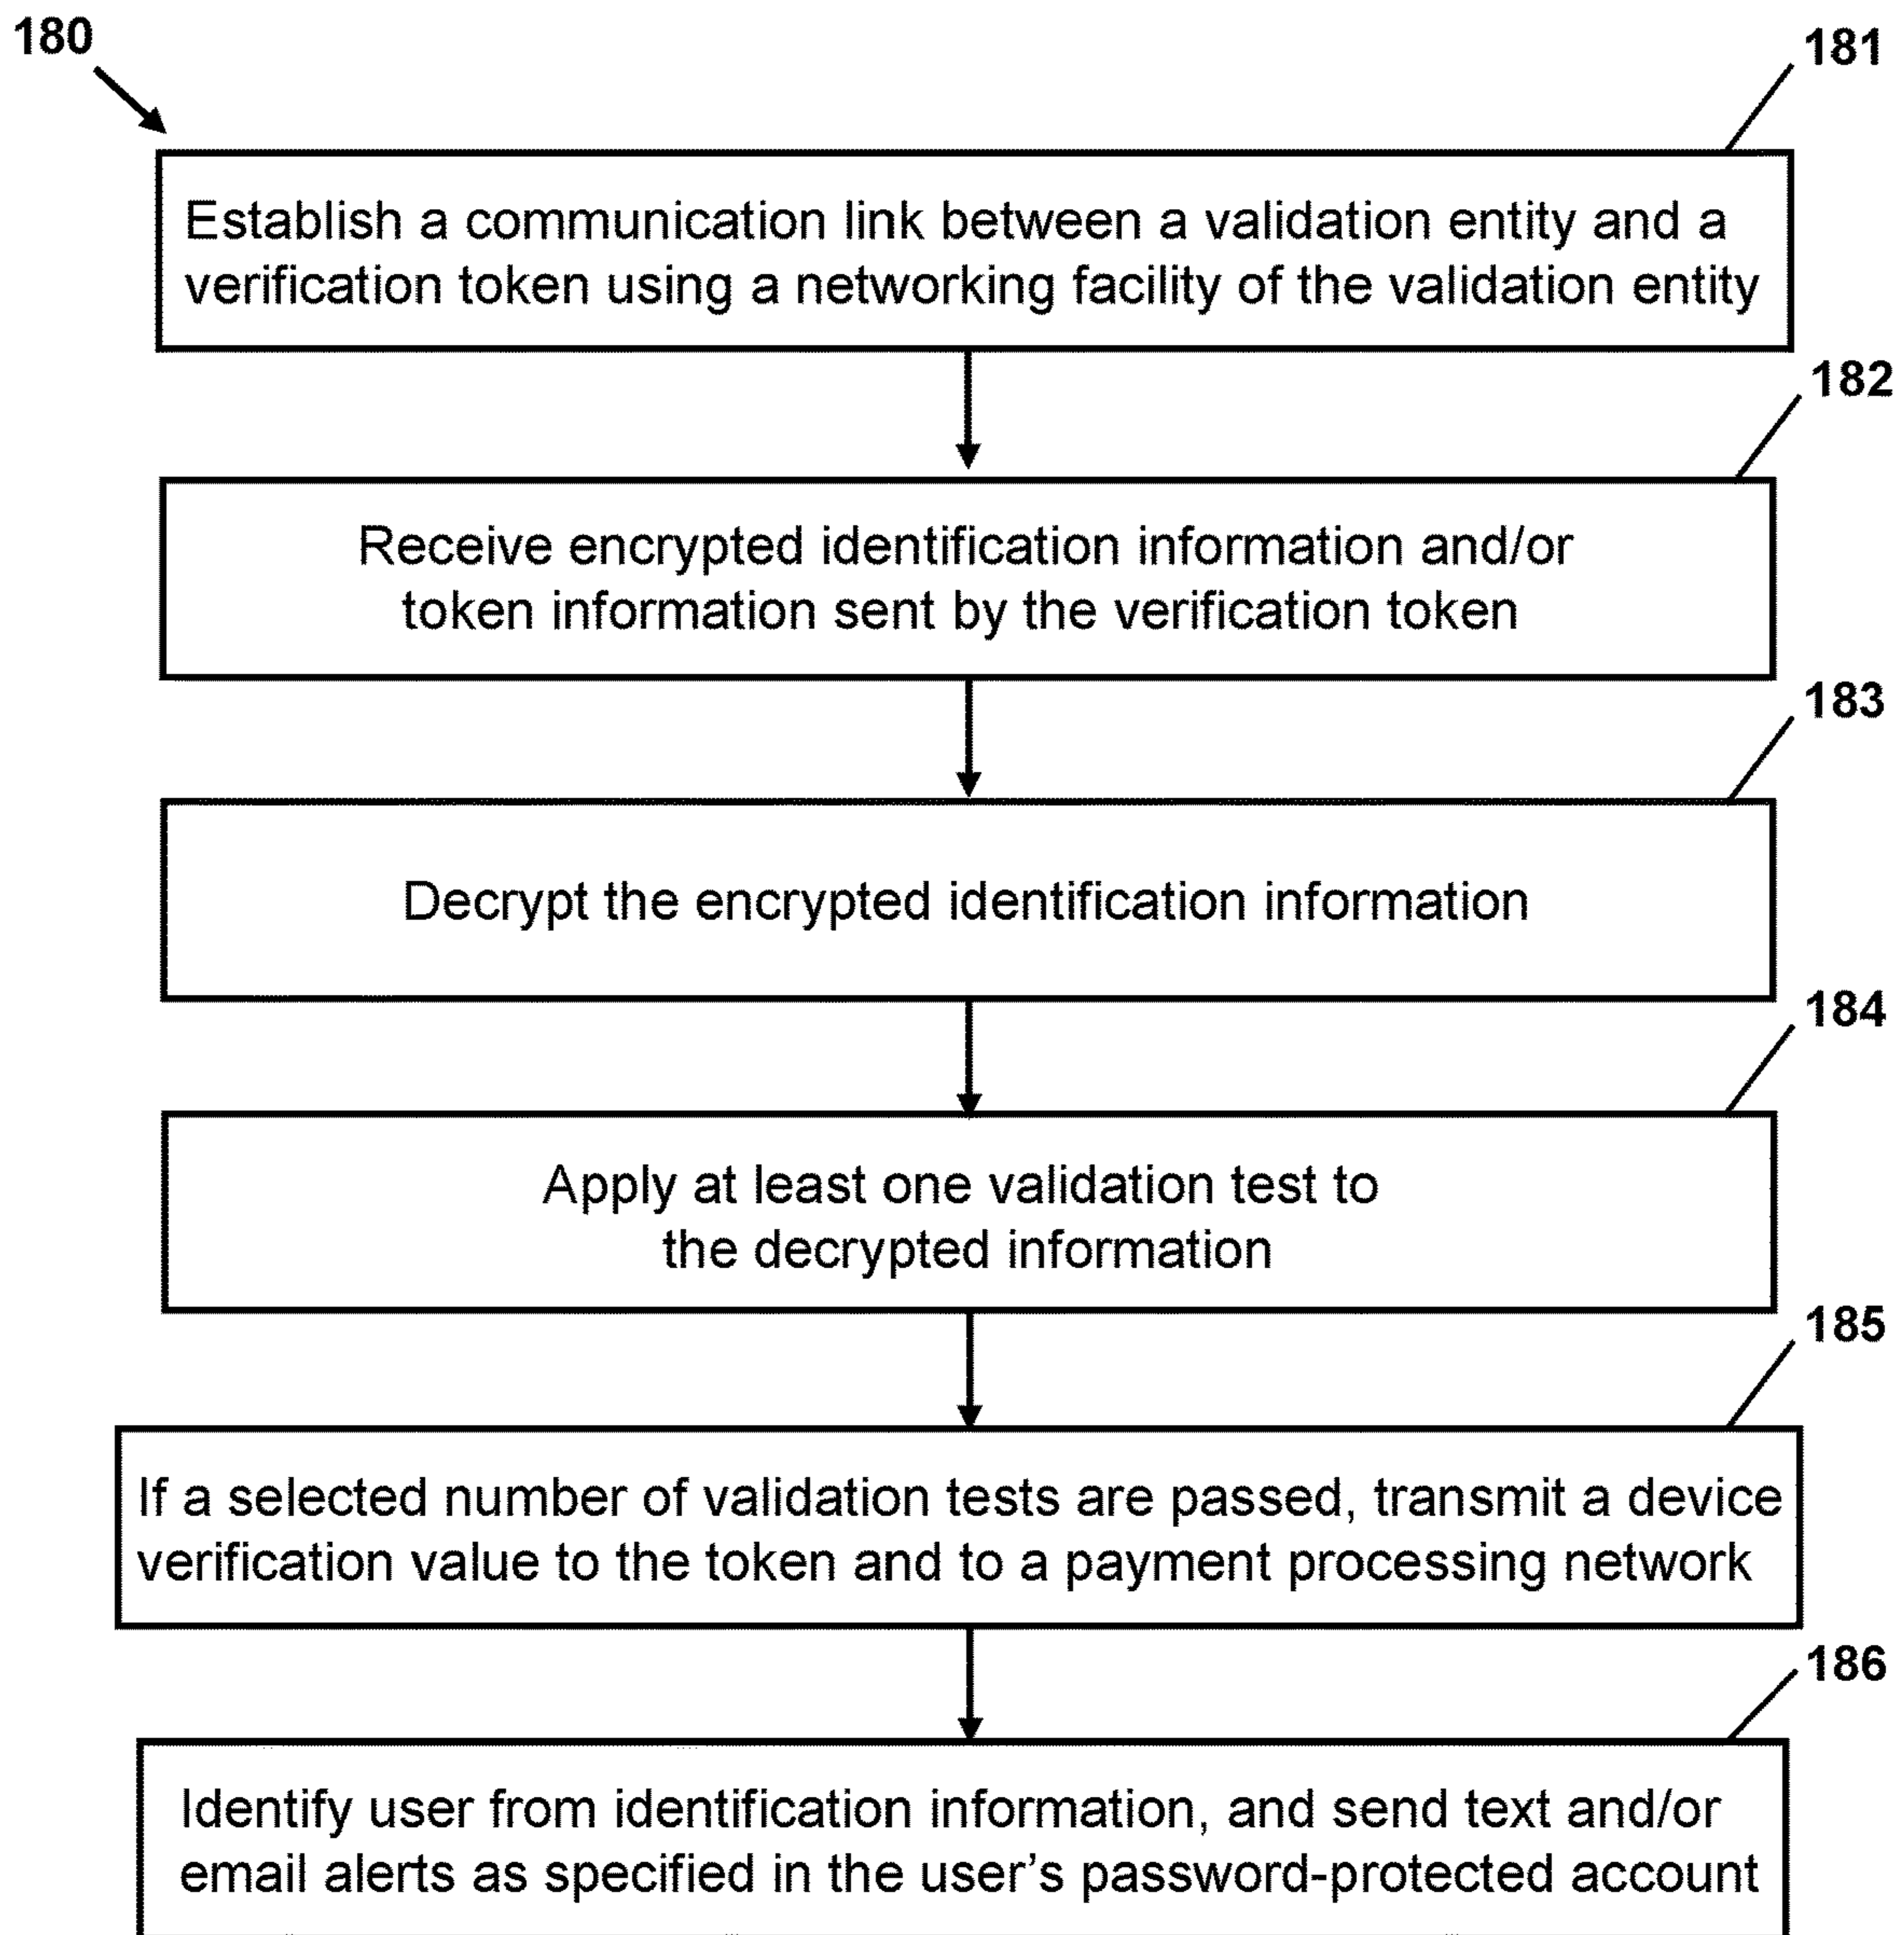 180
181
Establish a communication link between a validation entity and a
verification token using a networking facility of the validation entity
182
Receive encrypted identification information and/or
token information sent by the verification token
183
Decrypt the encrypted identification information
184
Apply at least one validation test to
the decrypted information
185
If a selected number of validation tests are passed, transmit a device
verification value to the token and to a payment processing network
186
Identify user from identification information, and send text and/or
email alerts as specified in the user's password-protected account